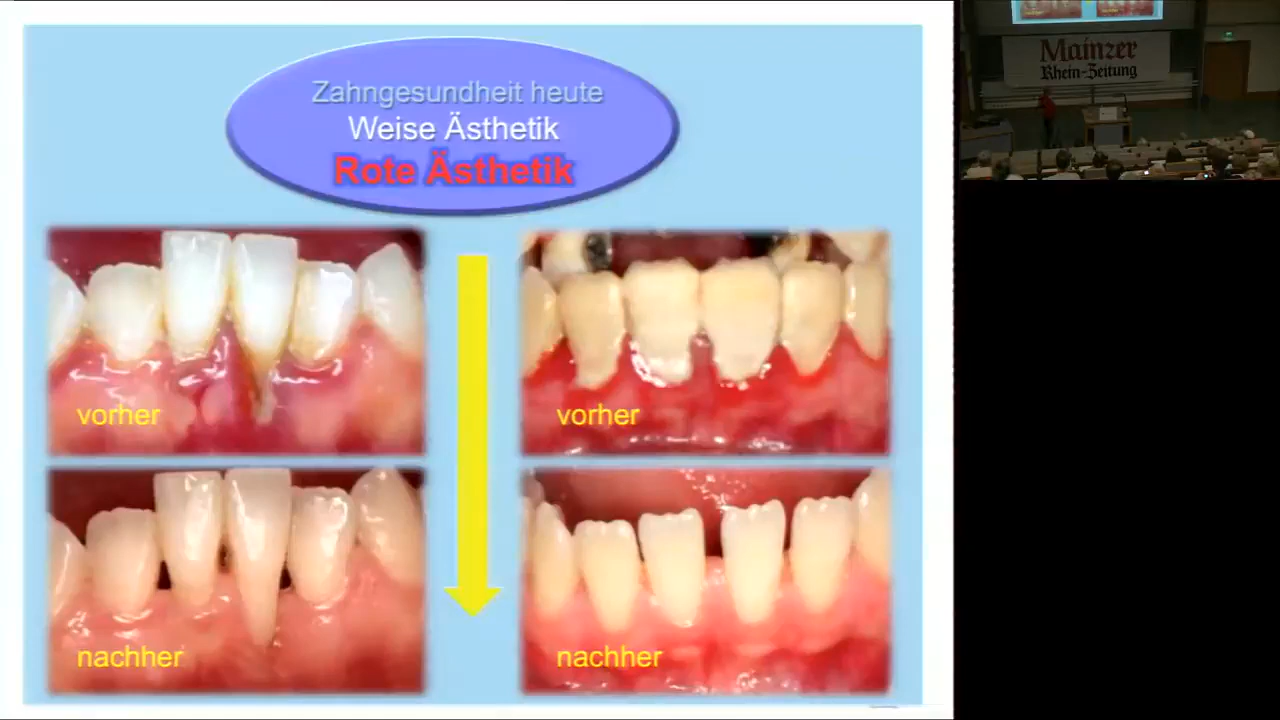 Zahngesundheit heute
Weise Ästhetik
Rote Ästhetik
vorher
vorher
nachher
nachher
Mainzer
Rhein-Zeitung